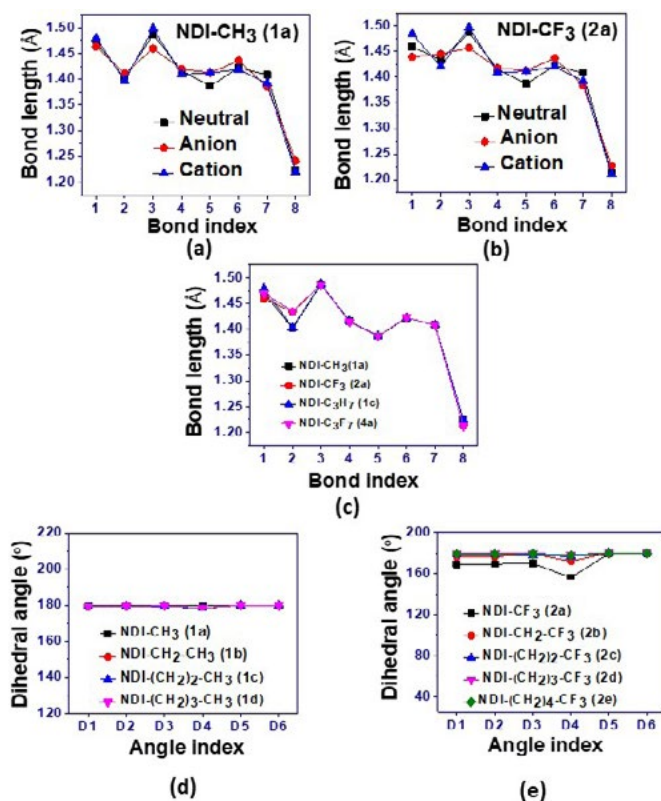 NDI-CH3 (1a)
Bond length (Å)
1.50
1.45
1.40
1.35
1.30
1.25
1.20
Neutral
Anion
Cation
1 2 3 4 5 6 7 8
Bond index
(a)
NDI-CF3 (2a)
Bond length (Å)
1.50
1.45
1.40
1.35
1.30
1.25
1.20
Neutral
Anion
Cation
1 2 3 4 5 6 7 8
Bond index
(b)
Bond length (Å)
1.50
1.45
1.40
1.35
1.30
1.25
1.20
NDI-CH3(1a)
NDI-CF3 (2a)
NDI-C3H7 (1c)
NDI-C3F7 (4a)
1 2 3 4 5 6 7 8
Bond index
(c)
Dihedral angle (º)
220
200
180
160
140
120
NDI-CH3 (1a)
NDI-CH2-CH3 (1b)
NDI-(CH2)2-CH3 (1c)
NDI-(CH2)3-CH3 (1d)
D1 D2 D3 D4 D5 D6
Angle index
(d)
Dihedral angle (º)
200
160
120
80
40
NDI-CF3 (2a)
NDI-CH2-CF3 (2b)
NDI-(CH2)2-CF3 (2c)
NDI-(CH2)3-CF3 (2d)
NDI-(CH2)4-CF3 (2e)
D1 D2 D3 D4 D5 D6
Angle index
(e)